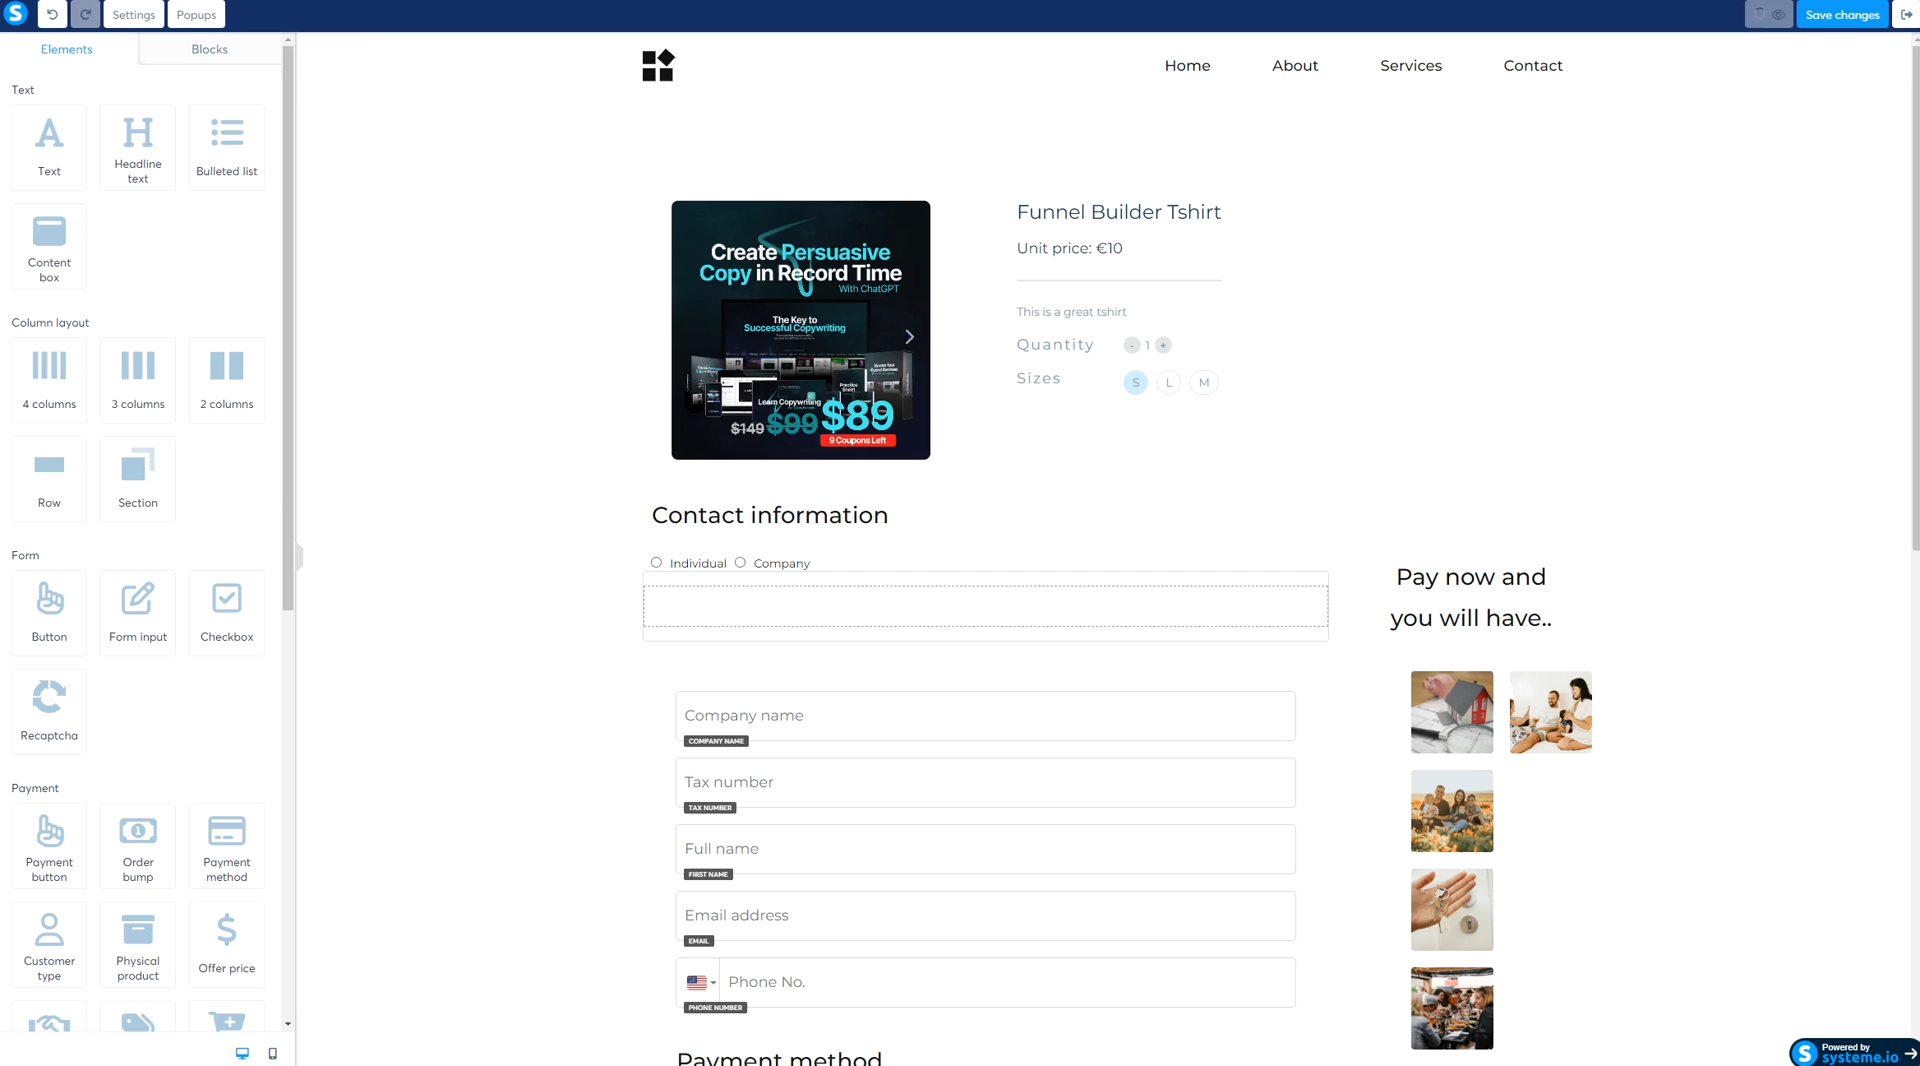 S
Settings
Popups
Save changes
Elements
Blocks
Text
A
Text
H
Headline
text
Bulleted list
Content
box
Column layout
4 columns
3 columns
2 columns
Row
Section
Form
Button
Form input
Checkbox
Recaptcha
Payment
Payment
button
Order
bump
Payment
method
Customer
type
Physical
product
$
Offer price
Home
About
Services
Contact
Create Persuasive
Copy in Record Time
With ChatGPT
The Key to
Successful Copywriting
Practice
Sheet
Learn Copywriting
$149 $99 $89
9 Coupons Left
Funnel Builder Tshirt
Unit price: €10
This is a great tshirt
Quantity
- 1 +
Sizes
S L M
Contact information
Individual
Company
Company name
COMPANY NAME
Tax number
TAX NUMBER
Full name
FIRST NAME
Email address
EMAIL
Phone No.
PHONE NUMBER
Payment method
Pay now and
you will have..
S
Powered by
systeme.io